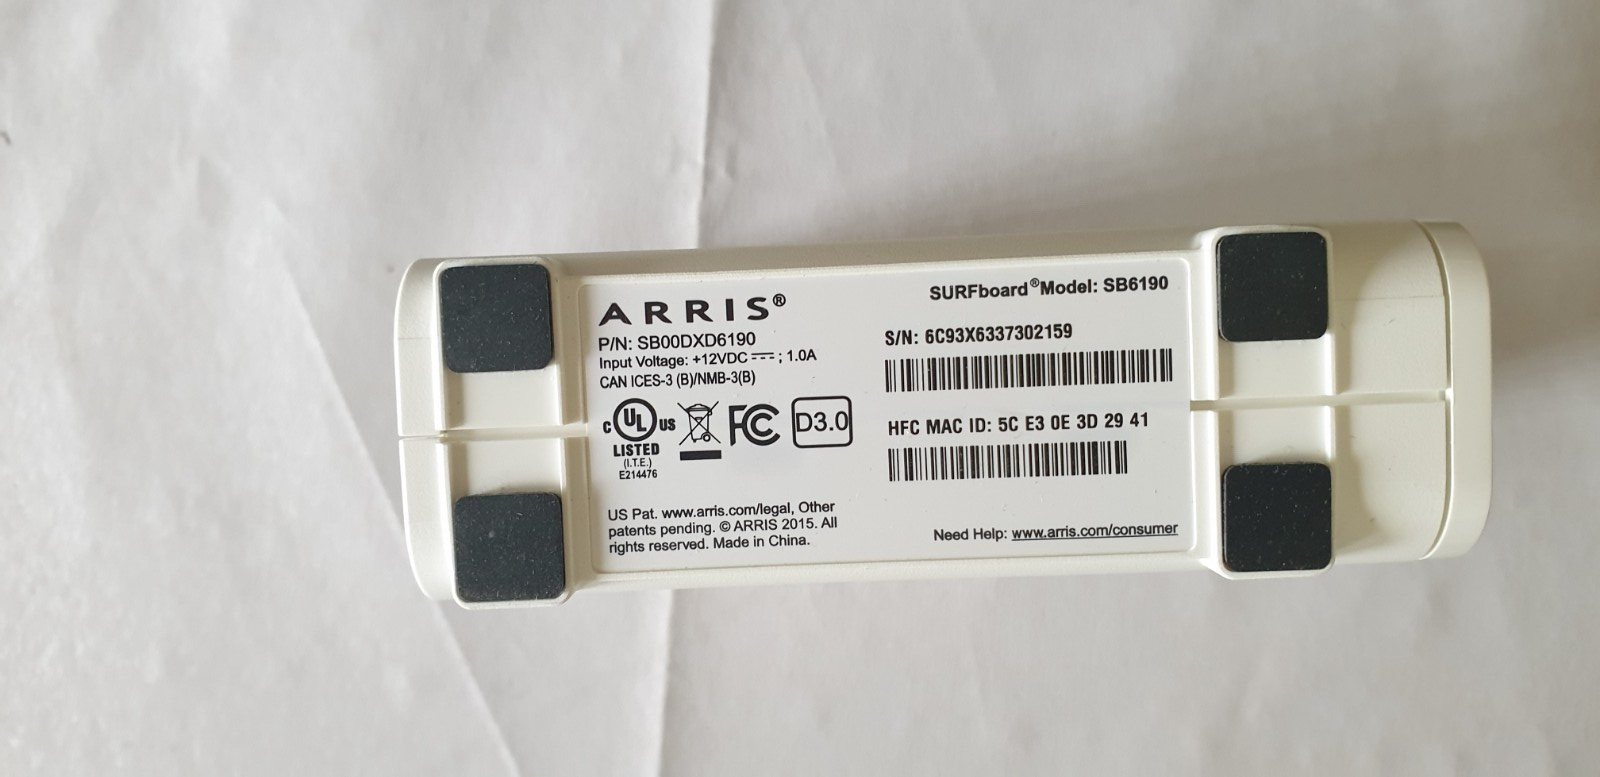 ARRIS®
P/N: SB00DXD6190
Input Voltage: +12VDC ⎓; 1.0A
CAN ICES-3 (B)/NMB-3(B)
SURFboard®Model: SB6190
S/N: 6C93X6337302159
HFC MAC ID: 5C E3 0E 3D 29 41
C UL US
LISTED
(I.T.E.)
E214476
FC
D3.0
US Pat. www.arris.com/legal, Other
patents pending. © ARRIS 2015. All
rights reserved. Made in China.
Need Help: www.arris.com/consumer